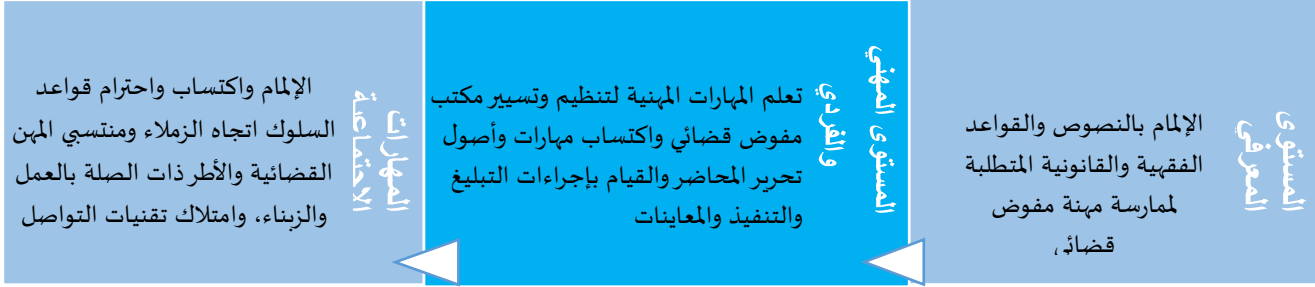 المستوى
المعرفي
الإلمام بالنصوص والقواعد
الفقهية والقانونية المتطلبة
لممارسة مهنة مفوض
قضائي
المستوى المهني
والفردي
تعلم المهارات المهنية لتنظيم وتسيير مكتب
مفوض قضائي واكتساب مهارات وأصول
تحرير المحاضر والقيام بإجراءات التبليغ
والتنفيذ والمعاينات
المهارات
الاجتماعية
الإلمام واكتساب واحترام قواعد
السلوك اتجاه الزملاء ومنتسبي المهن
القضائية والأطر ذات الصلة بالعمل
والزبناء، وامتلاك تقنيات التواصل